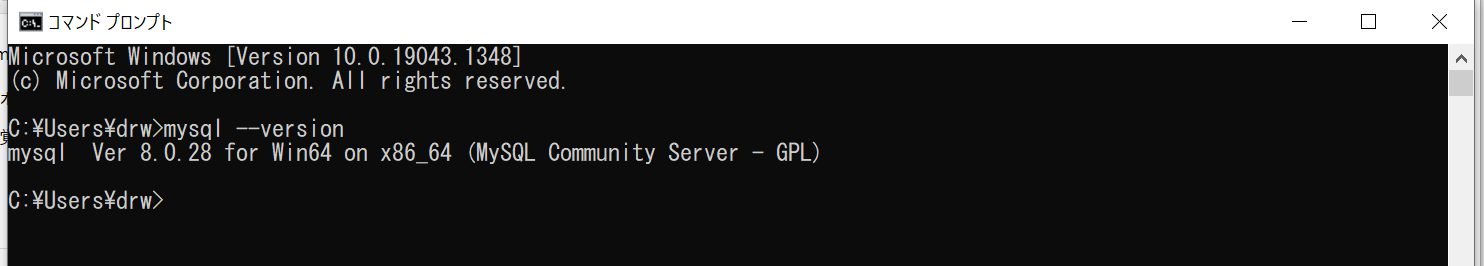 コマンド プロンプト
Microsoft Windows [Version 10.0.19043.1348]
(c) Microsoft Corporation. All rights reserved.
C:¥Users¥drw>mysql --version
mysql  Ver 8.0.28 for Win64 on x86_64 (MySQL Community Server - GPL)
C:¥Users¥drw>